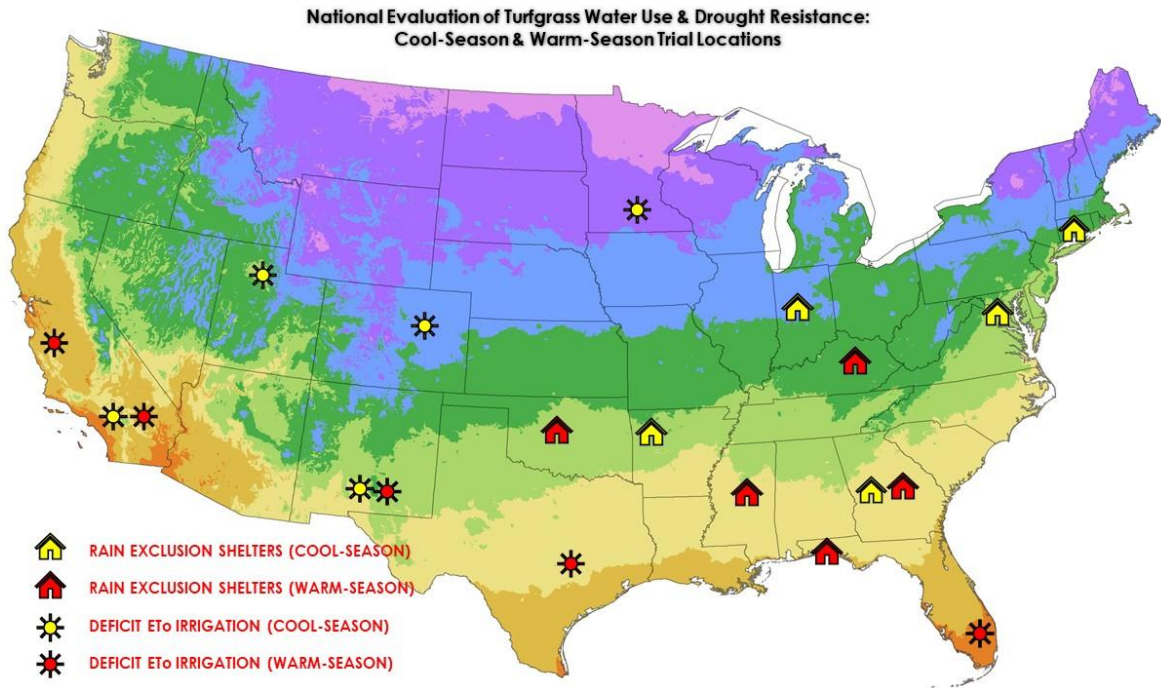 National Evaluation of Turfgrass Water Use & Drought Resistance:
Cool-Season & Warm-Season Trial Locations
RAIN EXCLUSION SHELTERS (COOL-SEASON)
RAIN EXCLUSION SHELTERS (WARM-SEASON)
DEFICIT ETo IRRIGATION (COOL-SEASON)
DEFICIT ETo IRRIGATION (WARM-SEASON)